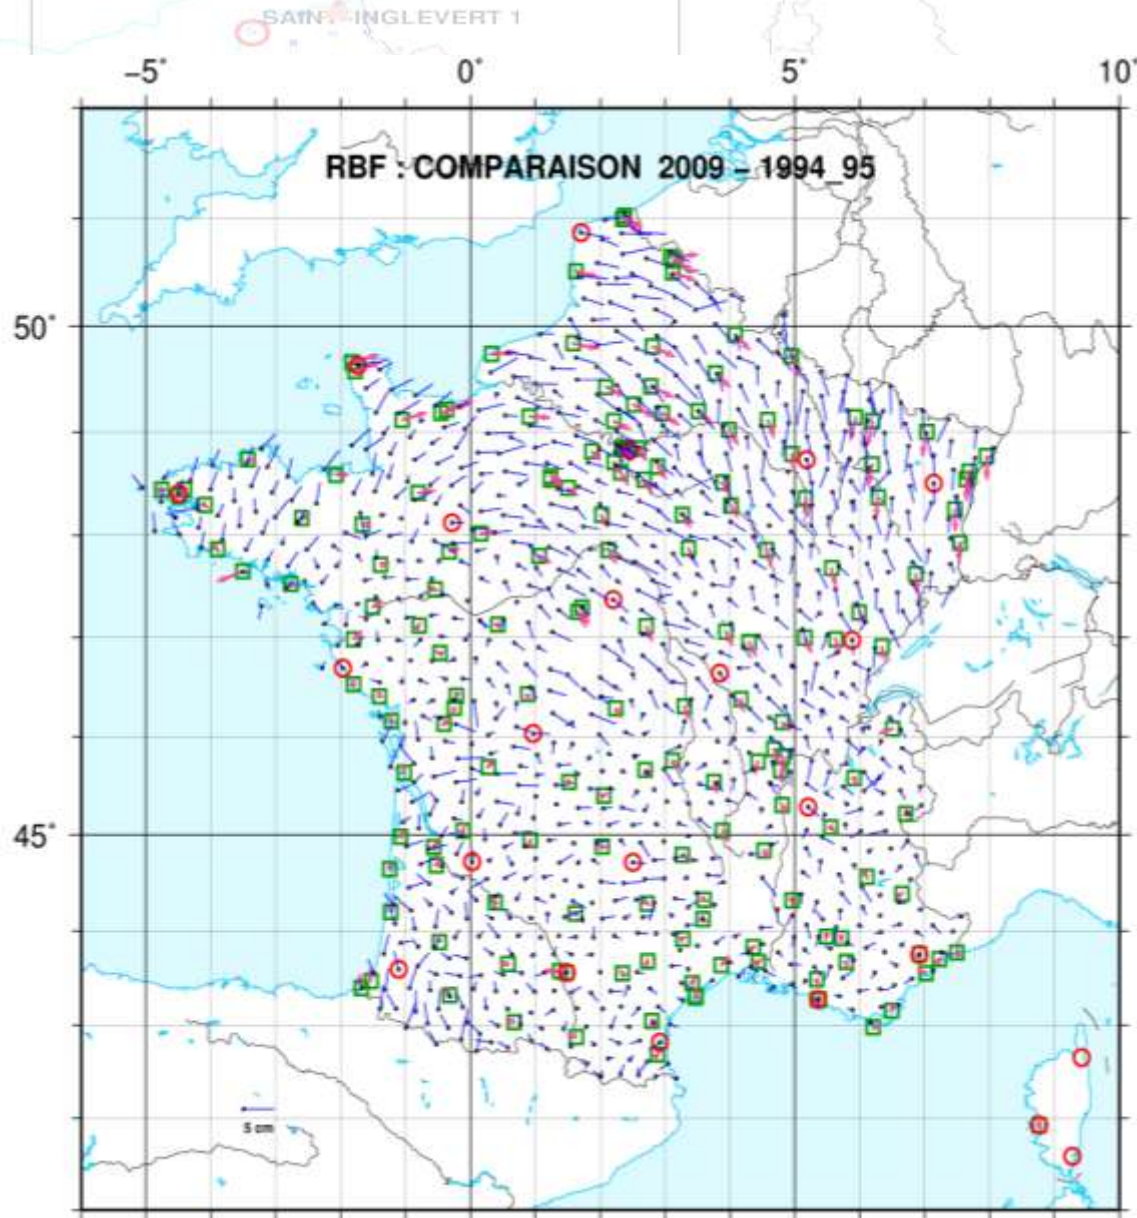 SAINT-INGLEVERT 1
−5° 0° 5° 10°
RBF : COMPARAISON 2009 − 1994_95
50°
45°
5 cm